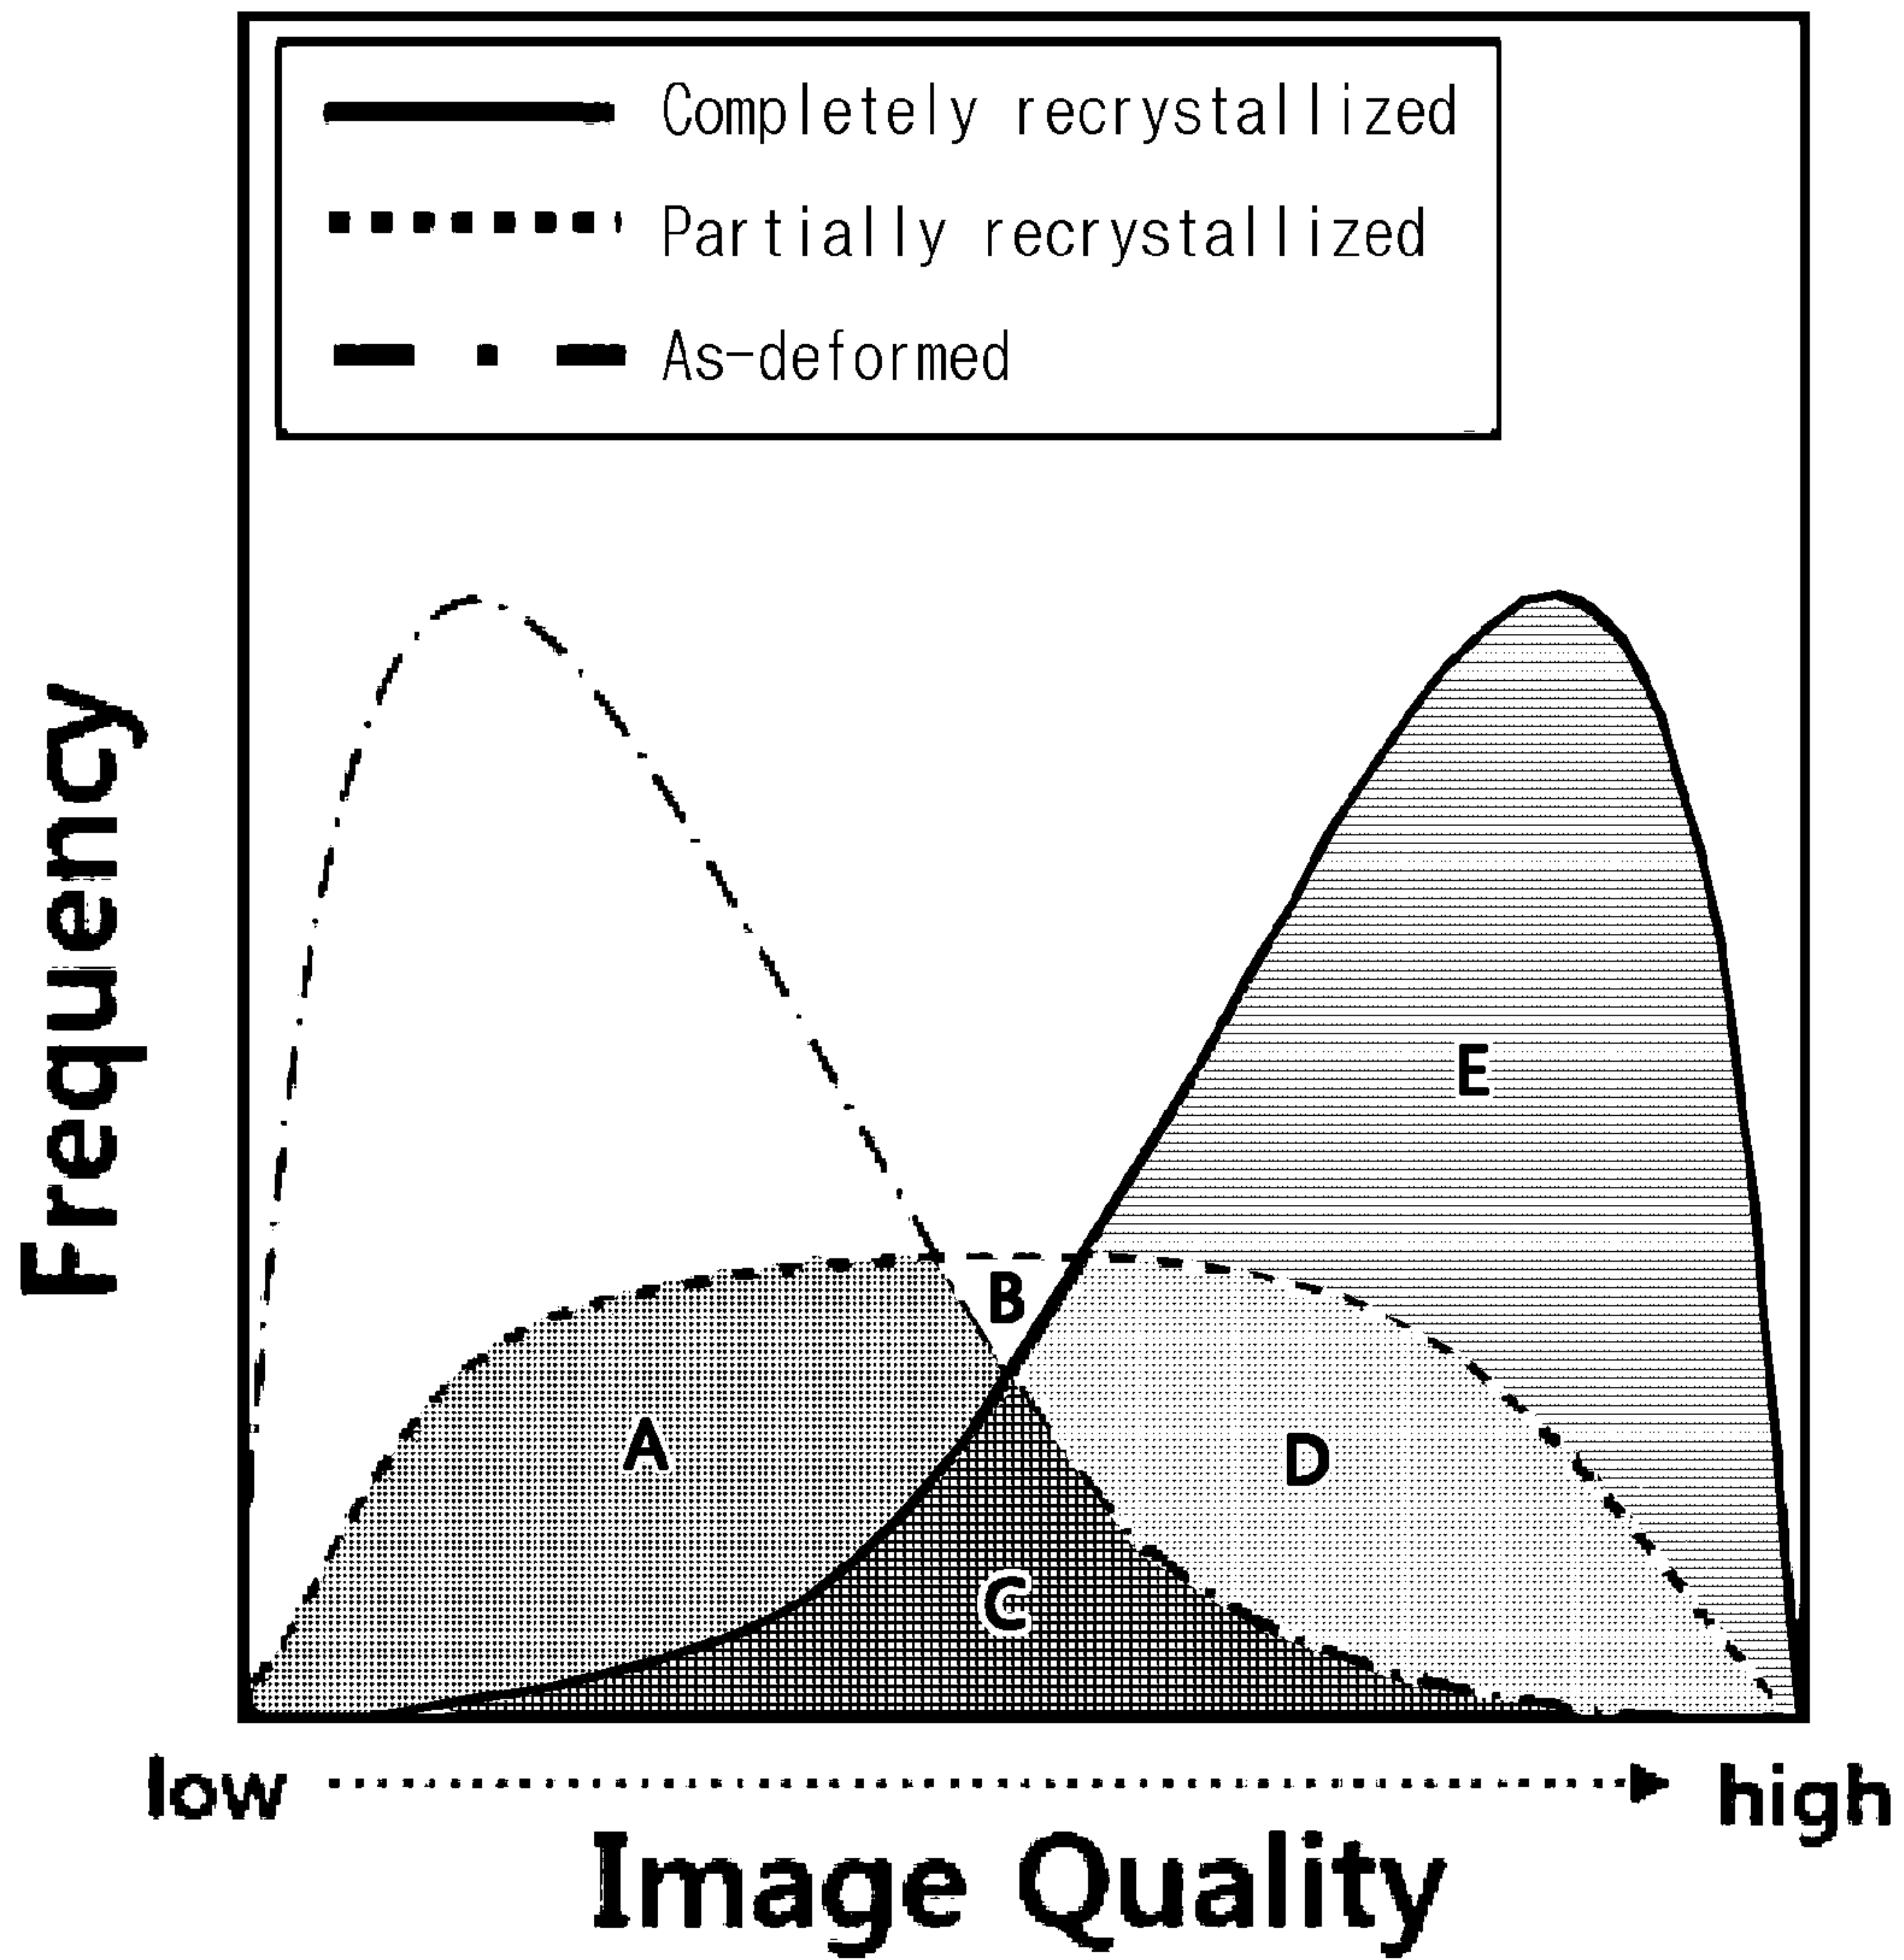 Completely recrystallized
Partially recrystallized
As-deformed
Frequency
E
B
A
D
C
low
high
Image Quality